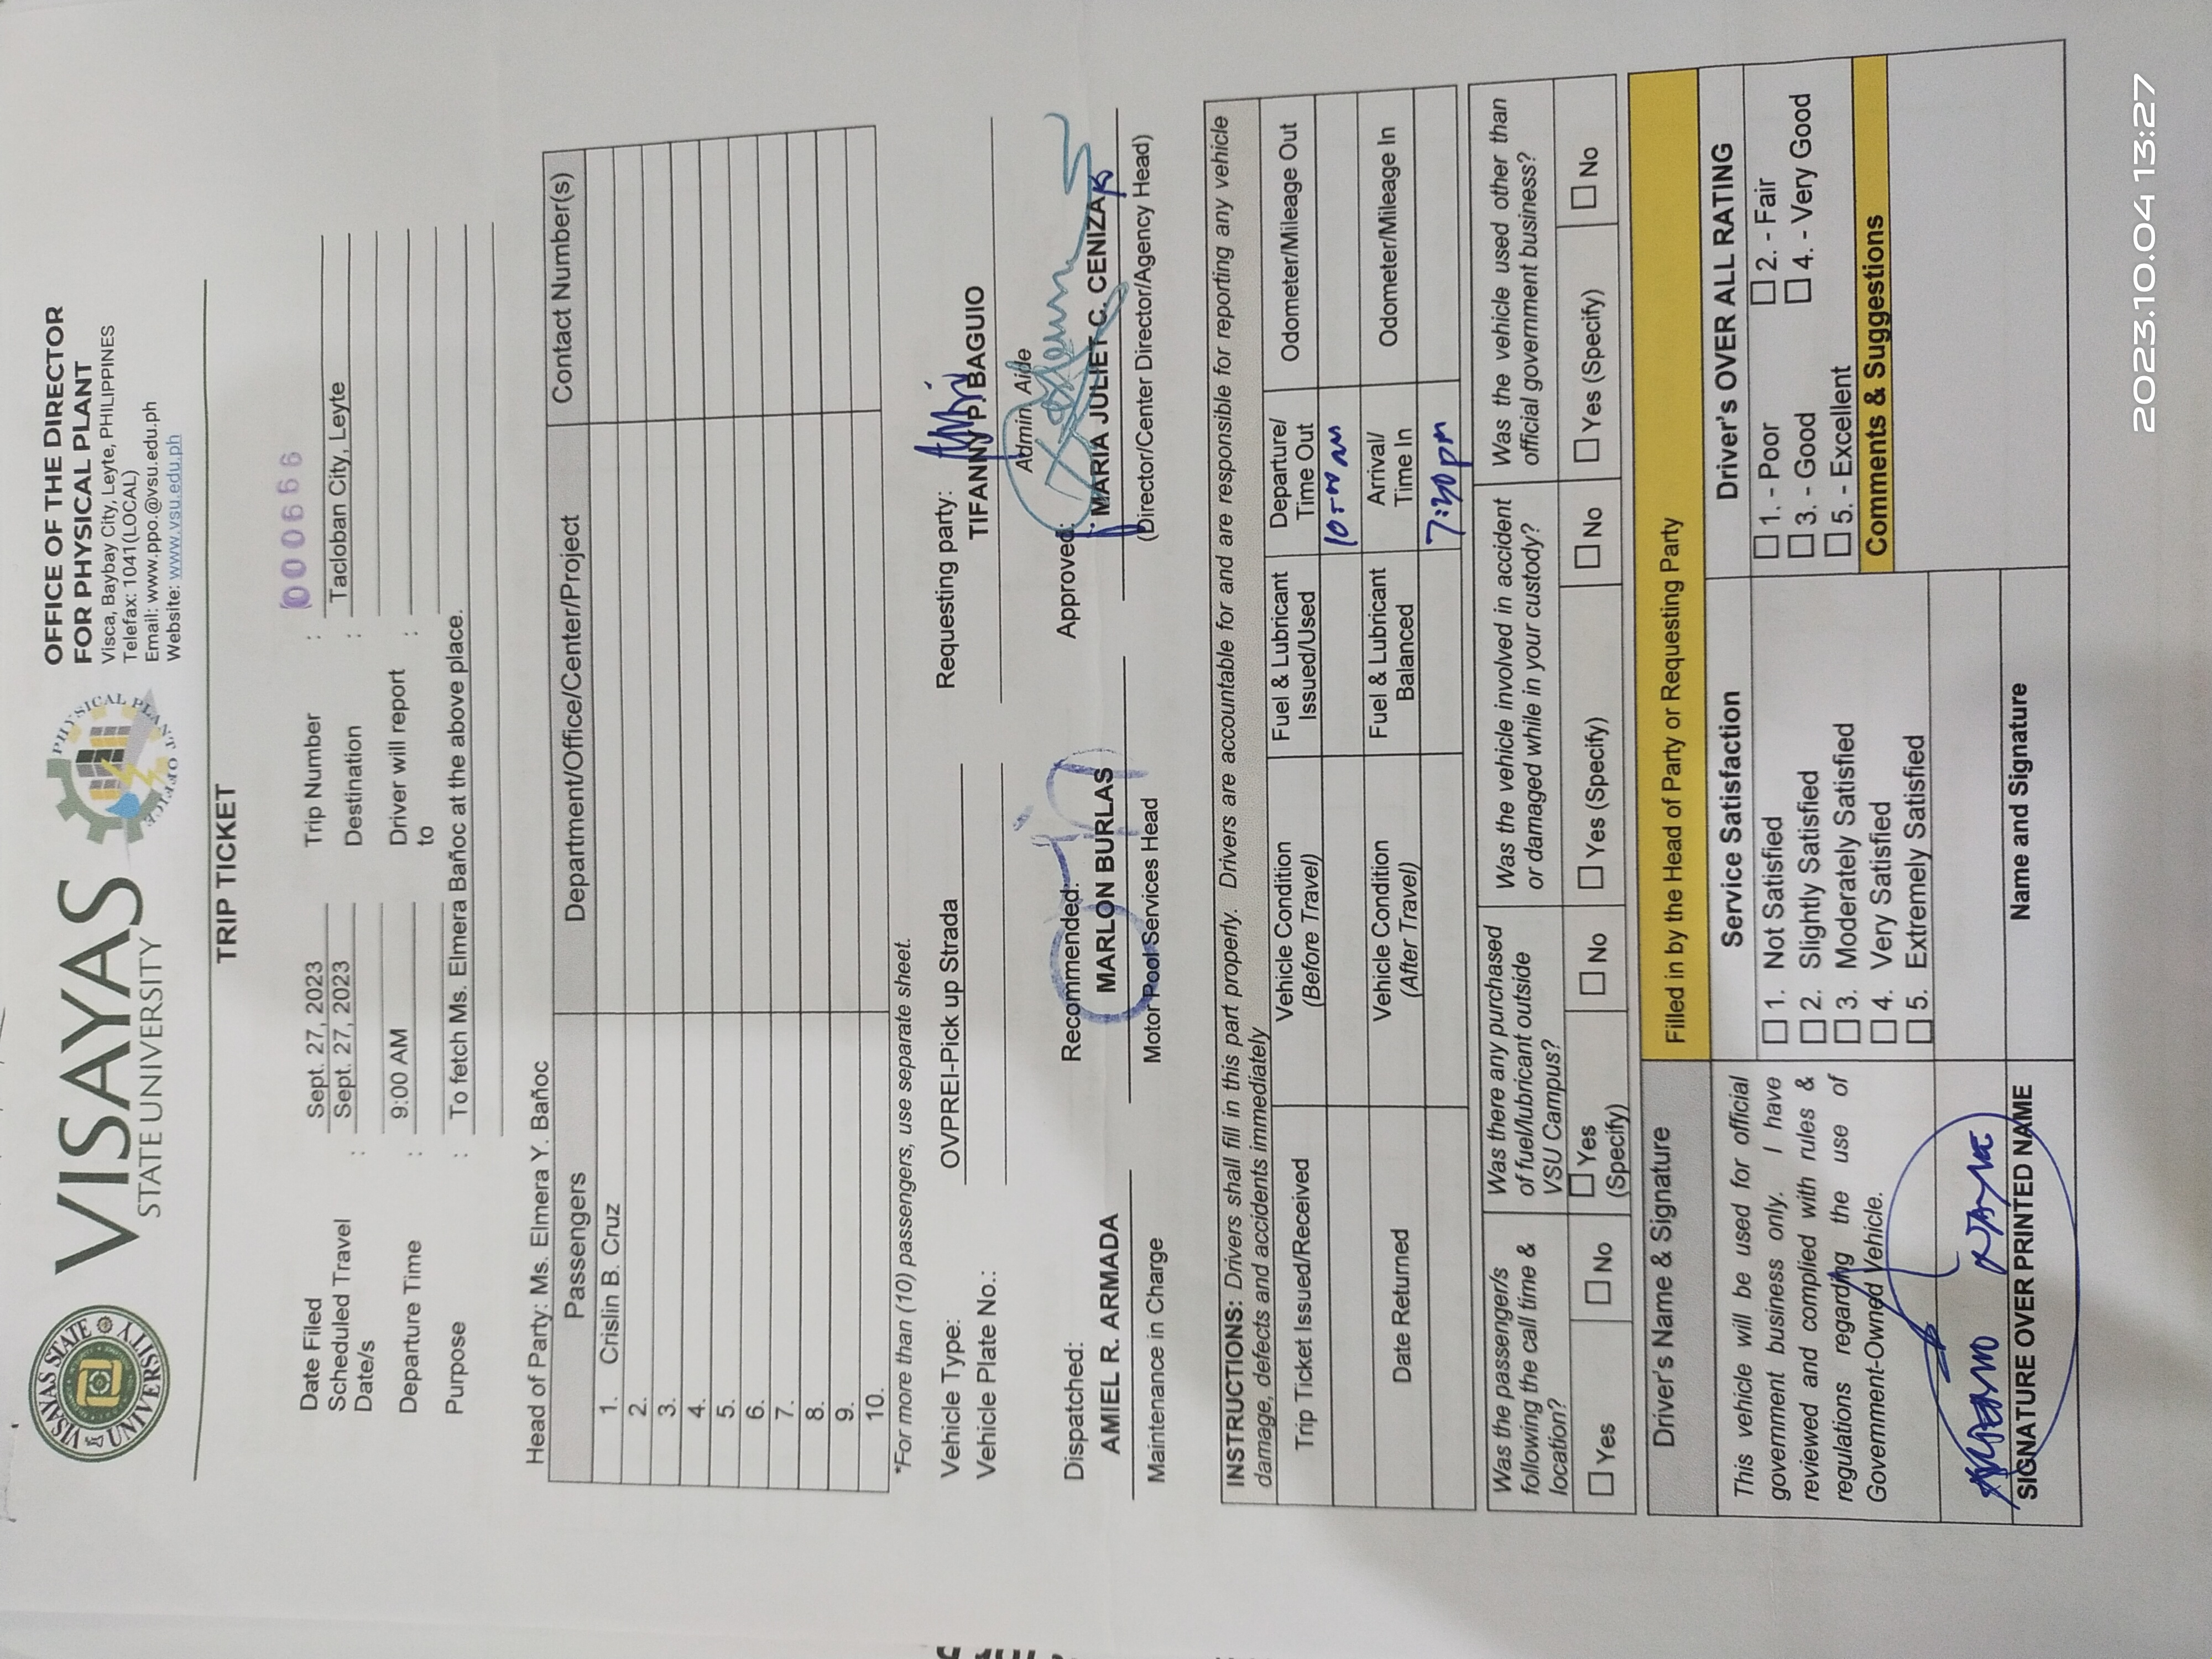 VISAYAS STATE UNIVERSITY
VISAYAS
STATE UNIVERSITY
PHYSICAL PLANT OFFICE
OFFICE OF THE DIRECTOR
FOR PHYSICAL PLANT
Visca, Baybay City, Leyte, PHILIPPINES
Telefax: 1041(LOCAL)
Email: www.ppo.@vsu.edu.ph
Website: www.vsu.edu.ph
TRIP TICKET
000666
Date Filed Sept. 27, 2023 Trip Number :
Scheduled Travel Date/s : Sept. 27, 2023 Destination : Tacloban City, Leyte
Departure Time : 9:00 AM Driver will report to :
Purpose : To fetch Ms. Elmera Bañoc at the above place.
Head of Party: Ms. Elmera Y. Bañoc
Passengers Department/Office/Center/Project Contact Number(s)
1. Crislin B. Cruz
2.
3.
4.
5.
6.
7.
8.
9.
10.
*For more than (10) passengers, use separate sheet.
Vehicle Type: OVPREI-Pick up Strada Requesting party:
Vehicle Plate No.: TIFANNY P. BAGUIO
Admin. Aide
Dispatched: Recommended: Approved:
AMIEL R. ARMADA MARLON BURLAS MARIA JULIET C. CENIZA
Maintenance in Charge Motor Pool Services Head (Director/Center Director/Agency Head)
INSTRUCTIONS: Drivers shall fill in this part properly. Drivers are accountable for and are responsible for reporting any vehicle
damage, defects and accidents immediately
Trip Ticket Issued/Received Vehicle Condition (Before Travel) Fuel & Lubricant Issued/Used Departure/ Time Out Odometer/Mileage Out
Date Returned Vehicle Condition (After Travel) Fuel & Lubricant Balanced Arrival/ Time In Odometer/Mileage In
7:30 pm
Was the passenger/s following the call time & location? Was there any purchased of fuel/lubricant outside VSU Campus? Was the vehicle involved in accident or damaged while in your custody? Was the vehicle used other than official government business?
Yes No Yes (Specify) No Yes (Specify) No Yes (Specify) No
Driver's Name & Signature Filled in by the Head of Party or Requesting Party
This vehicle will be used for official
government business only. I have
reviewed and complied with rules &
regulations regarding the use of
Government-Owned Vehicle.
SIGNATURE OVER PRINTED NAME
Service Satisfaction
1. Not Satisfied
2. Slightly Satisfied
3. Moderately Satisfied
4. Very Satisfied
5. Extremely Satisfied
Name and Signature
Driver's OVER ALL RATING
1. - Poor 2. - Fair
3. - Good 4. - Very Good
5. - Excellent
Comments & Suggestions
2023.10.04 13:27